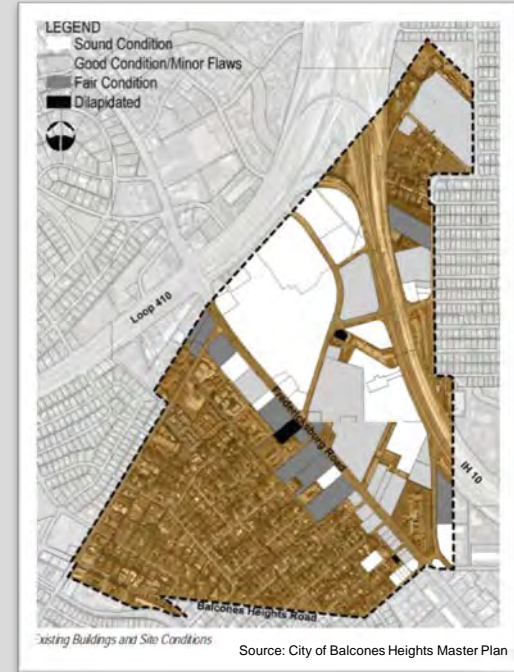 LEGEND
Sound Condition
Good Condition/Minor Flaws
Fair Condition
Dilapidated
Loop 410
Fredericksburg Road
IH 10
Balcones Heights Road
Existing Buildings and Site Conditions
Source: City of Balcones Heights Master Plan